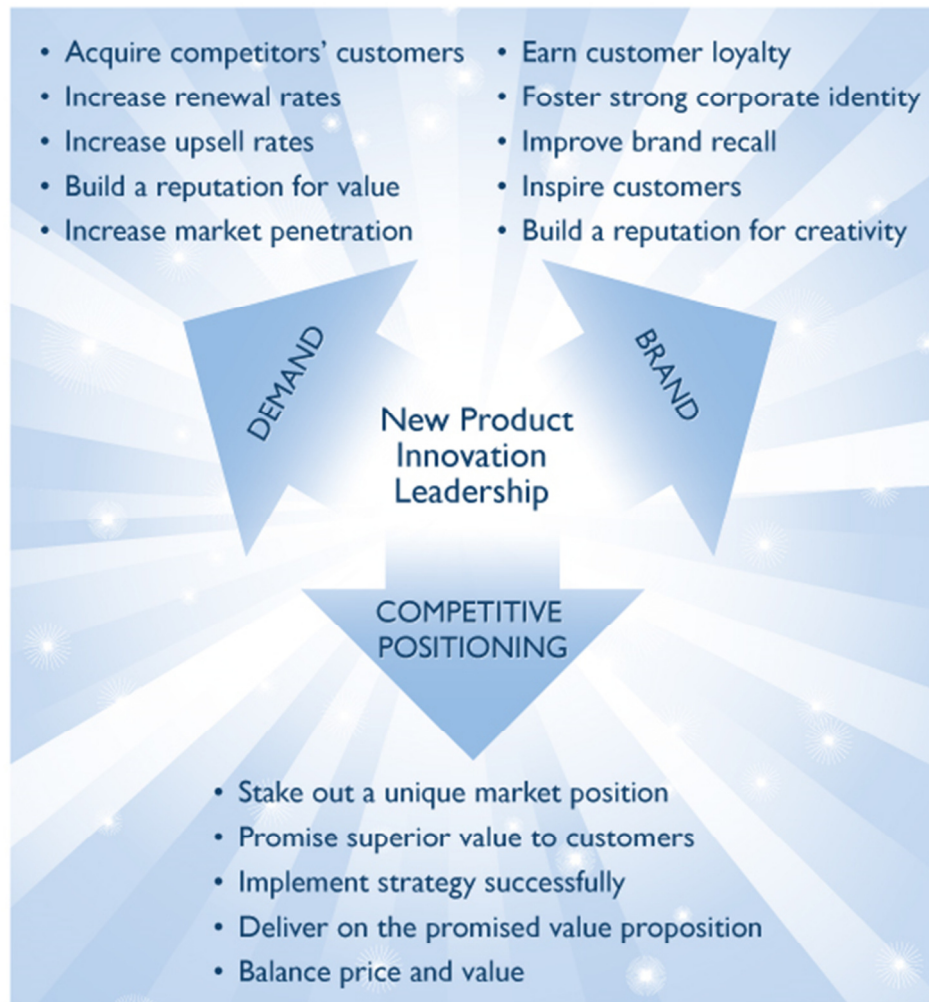 • Acquire competitors’ customers
• Increase renewal rates
• Increase upsell rates
• Build a reputation for value
• Increase market penetration
• Earn customer loyalty
• Foster strong corporate identity
• Improve brand recall
• Inspire customers
• Build a reputation for creativity
DEMAND
BRAND
New Product
Innovation
Leadership
COMPETITIVE
POSITIONING
• Stake out a unique market position
• Promise superior value to customers
• Implement strategy successfully
• Deliver on the promised value proposition
• Balance price and value